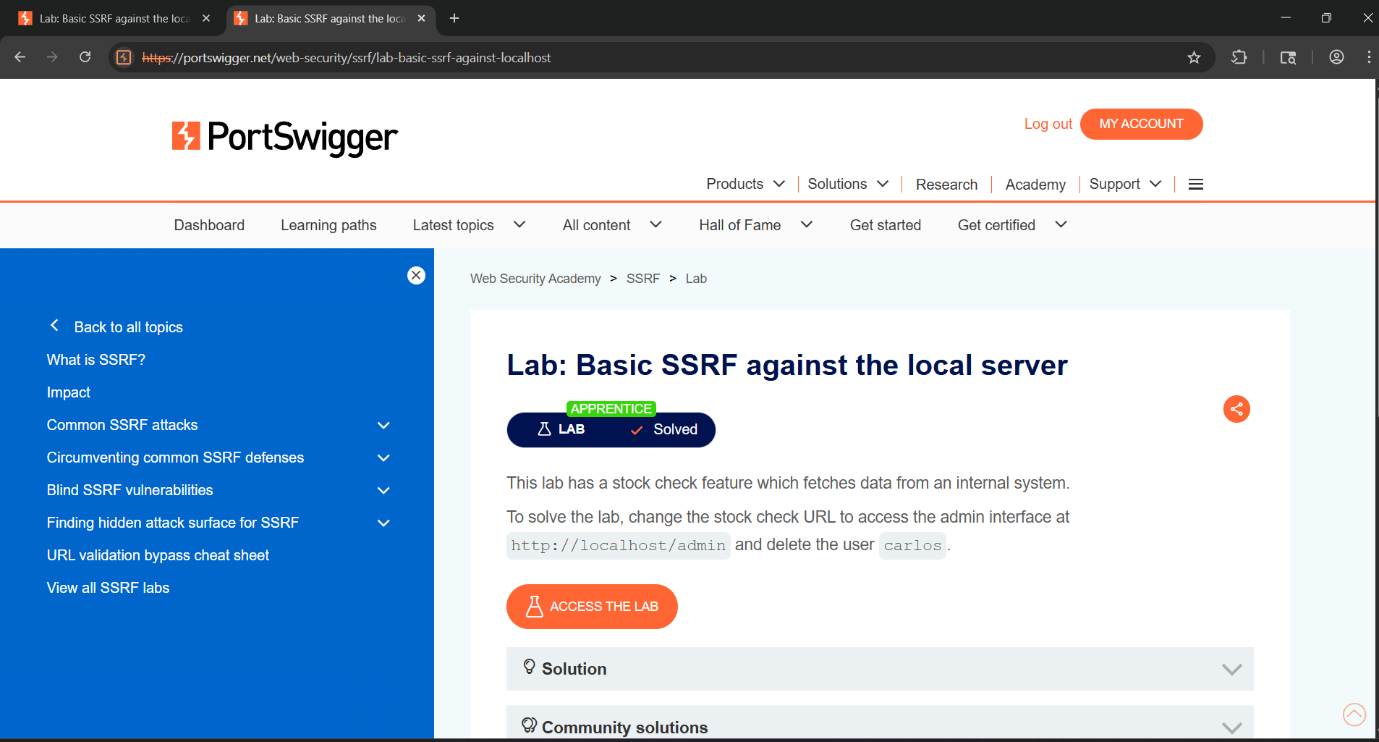 Lab: Basic SSRF against the loca
Lab: Basic SSRF against the loca
https://portswigger.net/web-security/ssrf/lab-basic-ssrf-against-localhost
PortSwigger
Log out
MY ACCOUNT
Products
Solutions
Research
Academy
Support
Dashboard
Learning paths
Latest topics
All content
Hall of Fame
Get started
Get certified
Back to all topics
What is SSRF?
Impact
Common SSRF attacks
Circumventing common SSRF defenses
Blind SSRF vulnerabilities
Finding hidden attack surface for SSRF
URL validation bypass cheat sheet
View all SSRF labs
Web Security Academy > SSRF > Lab
Lab: Basic SSRF against the local server
APPRENTICE
LAB
Solved
This lab has a stock check feature which fetches data from an internal system.
To solve the lab, change the stock check URL to access the admin interface at
http://localhost/admin and delete the user carlos.
ACCESS THE LAB
Solution
Community solutions